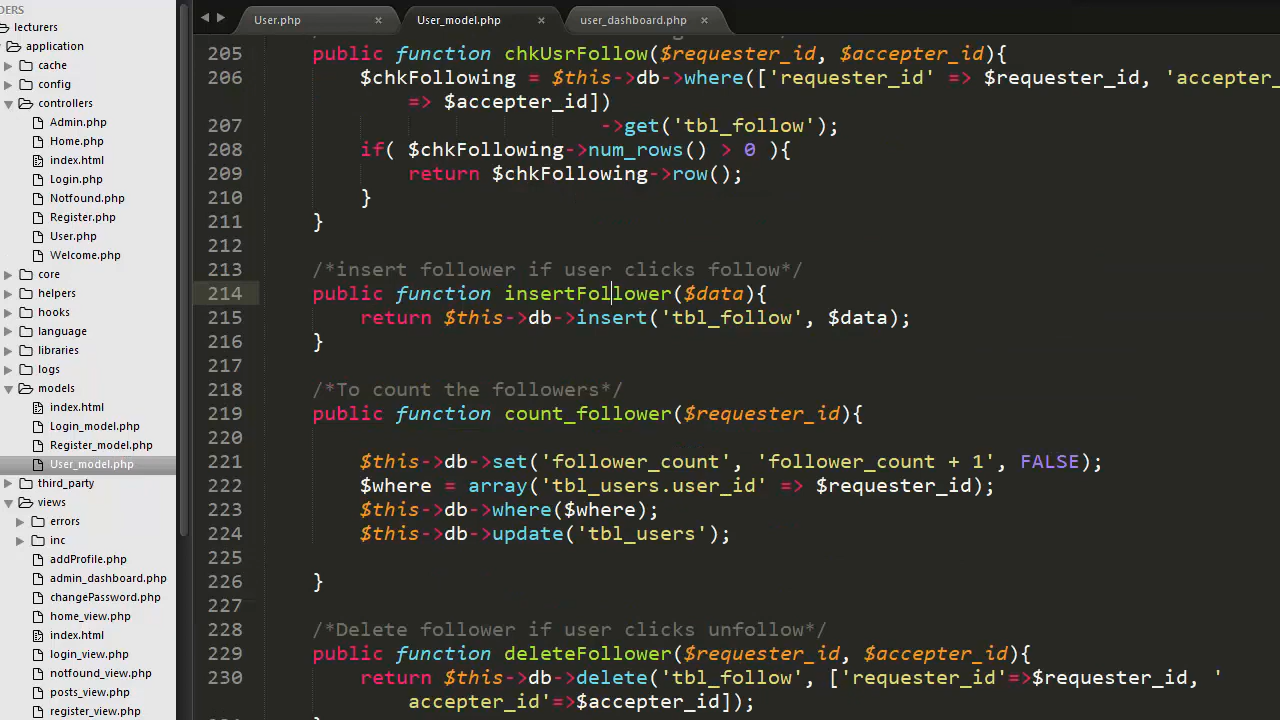 DERS
lecturers
application
cache
config
controllers
Admin.php
Home.php
index.html
Login.php
Notfound.php
Register.php
User.php
Welcome.php
core
helpers
hooks
language
libraries
logs
models
index.html
Login_model.php
Register_model.php
User_model.php
third_party
views
errors
inc
addProfile.php
admin_dashboard.php
changePassword.php
home_view.php
index.html
login_view.php
notfound_view.php
posts_view.php
register_view.php
User.php × User_model.php × user_dashboard.php ×
205 public function chkUsrFollow($requester_id, $accepter_id){
206 $chkFollowing = $this->db->where(['requester_id' => $requester_id, 'accepter_
=> $accepter_id])
207 ->get('tbl_follow');
208 if( $chkFollowing->num_rows() > 0 ){
209 return $chkFollowing->row();
210 }
211 }
212
213 /*insert follower if user clicks follow*/
214 public function insertFollower($data){
215 return $this->db->insert('tbl_follow', $data);
216 }
217
218 /*To count the followers*/
219 public function count_follower($requester_id){
220
221 $this->db->set('follower_count', 'follower_count + 1', FALSE);
222 $where = array('tbl_users.user_id' => $requester_id);
223 $this->db->where($where);
224 $this->db->update('tbl_users');
225
226 }
227
228 /*Delete follower if user clicks unfollow*/
229 public function deleteFollower($requester_id, $accepter_id){
230 return $this->db->delete('tbl_follow', ['requester_id'=>$requester_id, '
accepter_id'=>$accepter_id]);